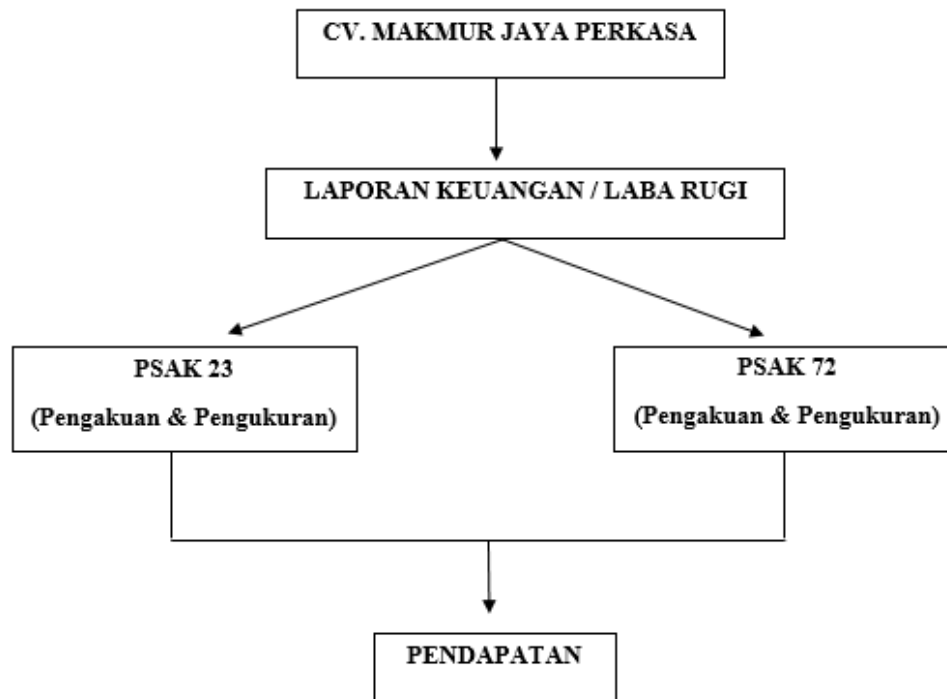 CV. MAKMUR JAYA PERKASA
LAPORAN KEUANGAN / LABA RUGI
PSAK 23
(Pengakuan & Pengukuran)
PSAK 72
(Pengakuan & Pengukuran)
PENDAPATAN